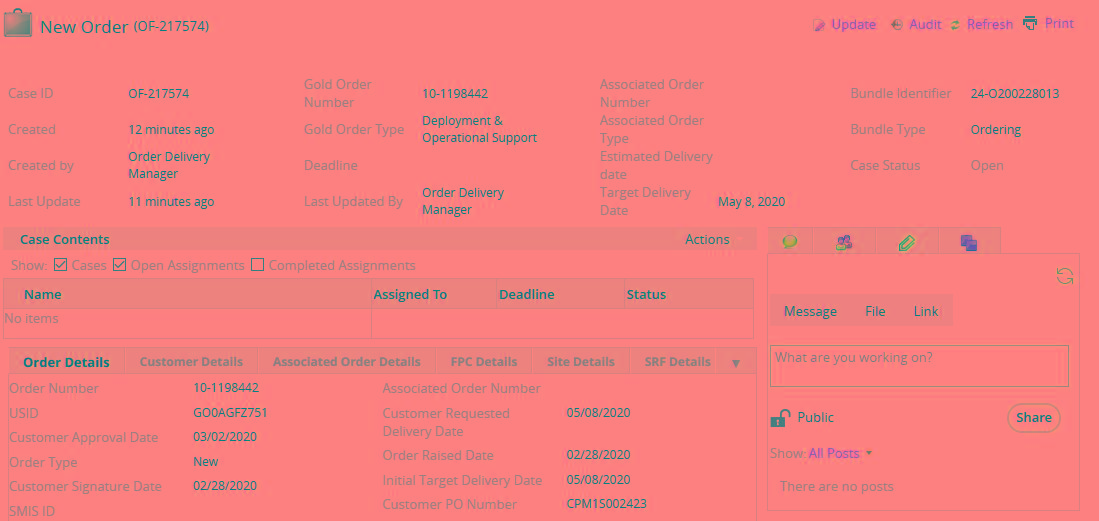 New Order (OF-217574)
Update Audit Refresh Print
Case ID OF-217574 Gold Order Number 10-1198442 Associated Order Number Bundle Identifier 24-O200228013
Created 12 minutes ago Gold Order Type Deployment & Operational Support Associated Order Type Bundle Type Ordering
Created by Order Delivery Manager Deadline Estimated Delivery date Case Status Open
Last Update 11 minutes ago Last Updated By Order Delivery Manager Target Delivery Date May 8, 2020
Case Contents Actions
Show: Cases Open Assignments Completed Assignments
Name Assigned To Deadline Status
No items
Order Details Customer Details Associated Order Details FPC Details Site Details SRF Details
Order Number 10-1198442 Associated Order Number
USID GO0AGFZ751 Customer Requested Delivery Date 05/08/2020
Customer Approval Date 03/02/2020 Order Raised Date 02/28/2020
Order Type New Initial Target Delivery Date 05/08/2020
Customer Signature Date 02/28/2020 Customer PO Number CPM1S002423
SMIS ID
Message File Link
What are you working on?
Public Share
Show: All Posts
There are no posts